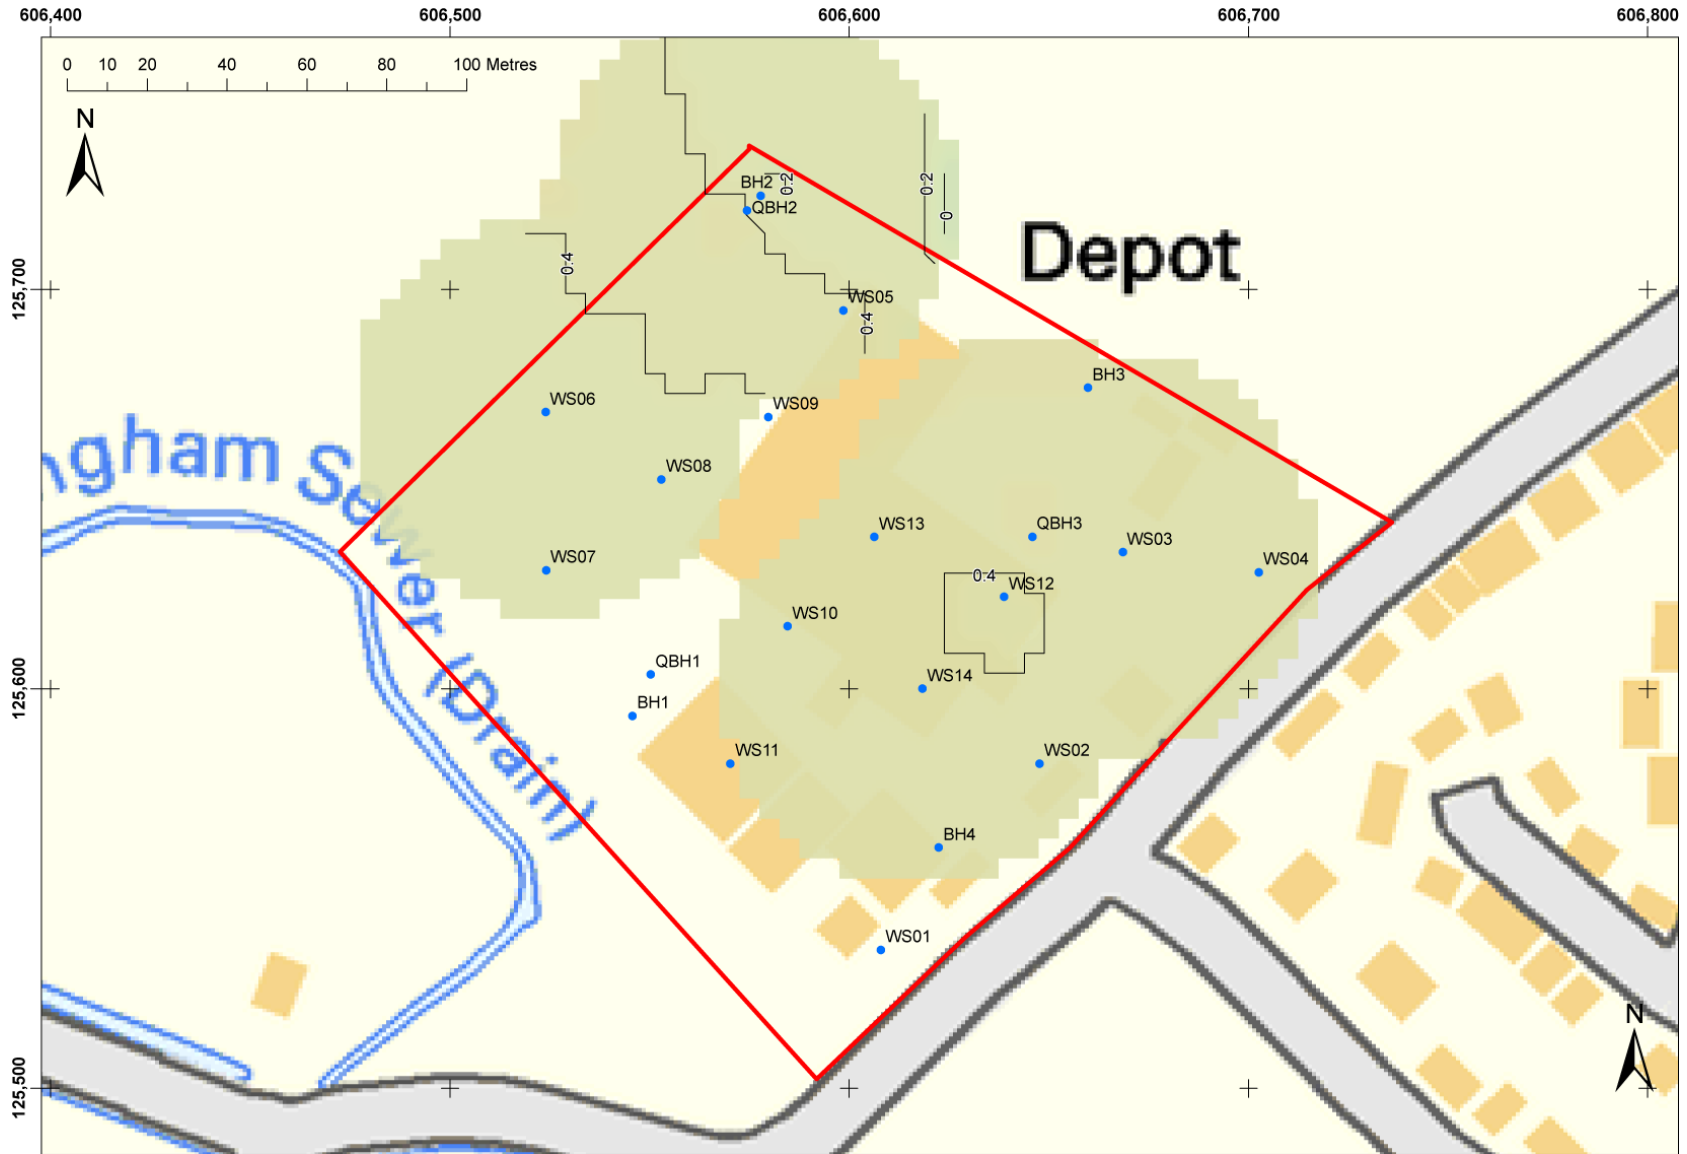 606,400 606,500 606,600 606,700 606,800
0 10 20 40 60 80 100 Metres
N
BH2
0.2
0.2
QBH2
0
Depot
125,700
0.4
WS05
0.4
BH3
WS06
WS09
ngham Sewer (Drain)
WS08
WS13
QBH3
WS03
WS07
WS04
0.4
WS12
WS10
QBH1
WS14
125,600
BH1
WS11
WS02
BH4
WS01
N
125,500